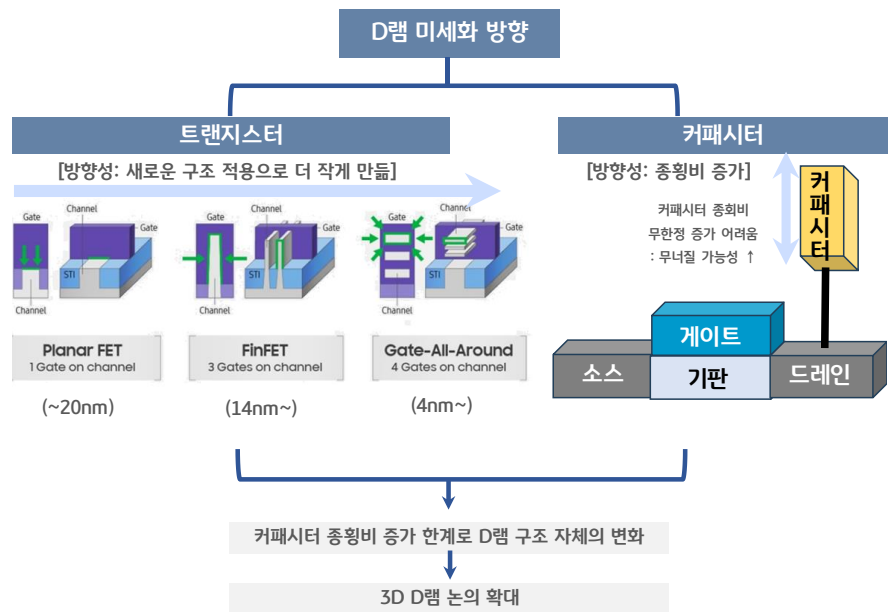 D램 미세화 방향
트랜지스터
[방향성: 새로운 구조 적용으로 더 작게 만듦]
Gate
Channel
Gate
STI
Channel
Planar FET
1 Gate on channel
(~20nm)
Gate
Channel
Gate
STI
Channel
FinFET
3 Gates on channel
(14nm~)
Gate
Channel
Gate
STI
Channel
Gate-All-Around
4 Gates on channel
(4nm~)
커패시터
[방향성: 종횡비 증가]
커패시터 종횡비
무한정 증가 어려움
: 무너질 가능성 ↑
커패시터
게이트
소스
기판
드레인
커패시터 종횡비 증가 한계로 D램 구조 자체의 변화
3D D램 논의 확대